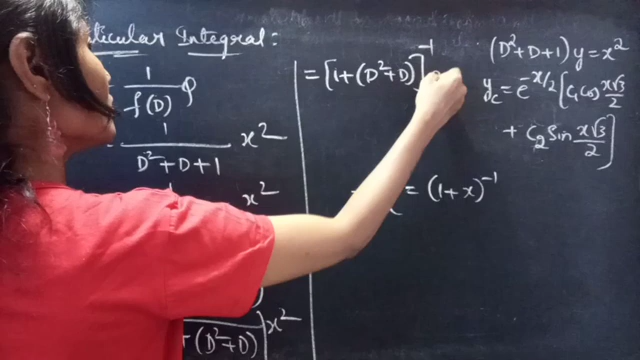 Integral:
= 1/f(D) Q
= 1/(D²+D+1) x²
x²
(D²+D)] x²
= [1+(D²+D)]⁻¹
= (1+x)⁻¹
(D²+D+1)y = x²
y_c = e^(-x/2) [c₁ cos x√3/2
+ c₂ sin x√3/2]